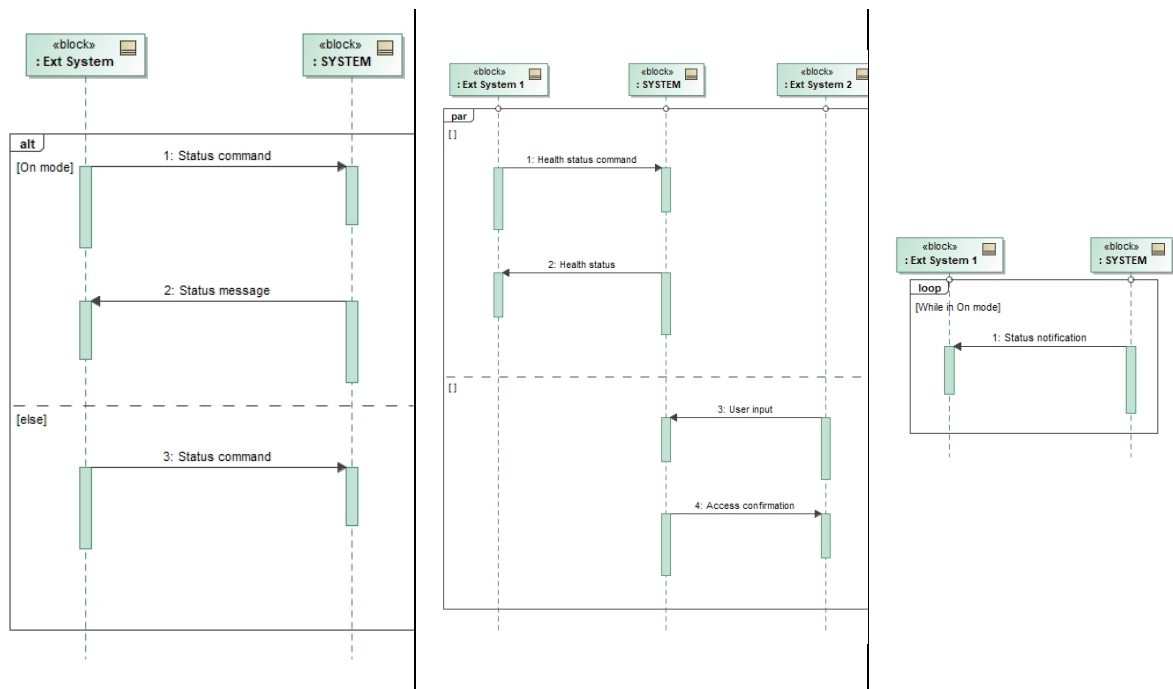 «block»
: Ext System
«block»
: SYSTEM
alt
[On mode]
1: Status command
2: Status message
[else]
3: Status command
«block»
: Ext System 1
«block»
: SYSTEM
«block»
: Ext System 2
par
[ ]
1: Health status command
2: Health status
[ ]
3: User input
4: Access confirmation
«block»
: Ext System 1
«block»
: SYSTEM
loop
[While in On mode]
1: Status notification